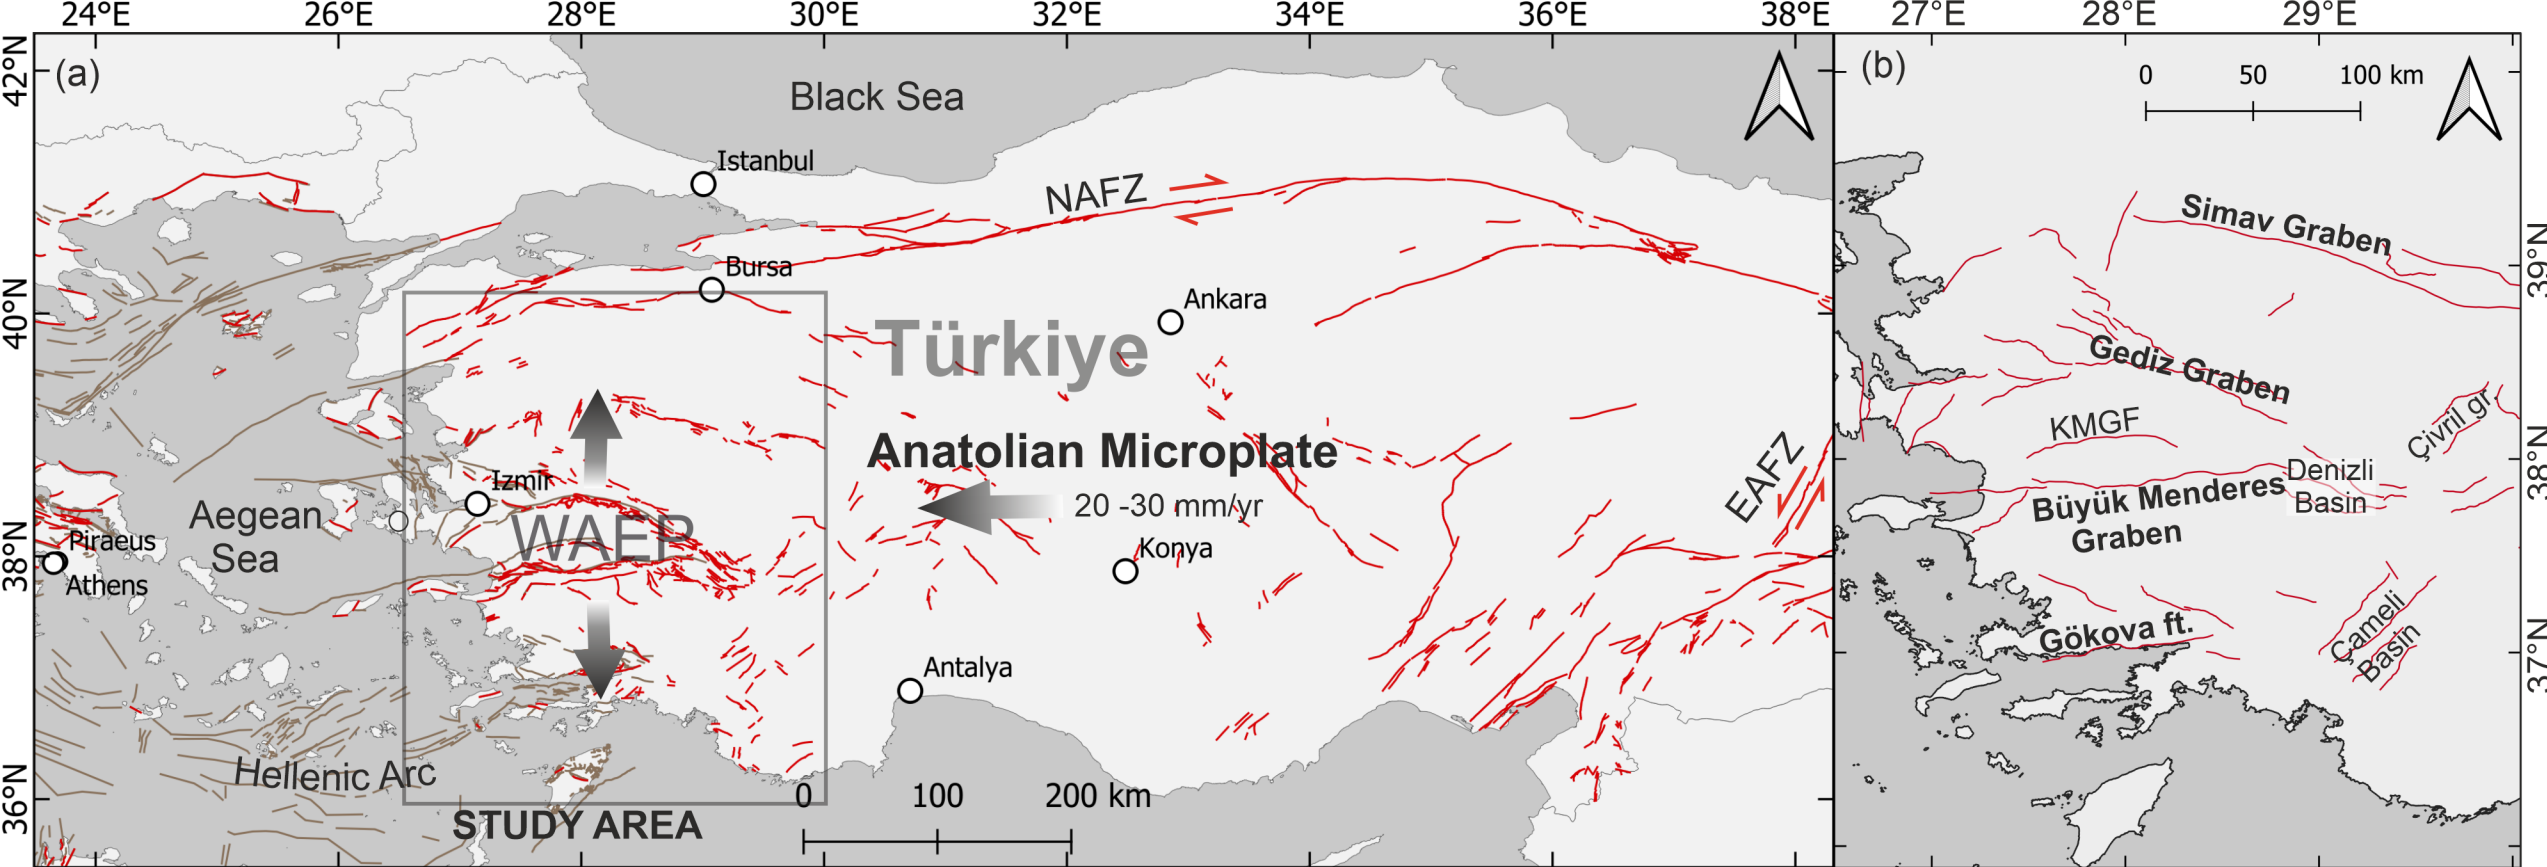 24°E 26°E 28°E 30°E 32°E 34°E 36°E 38°E
27°E 28°E 29°E
42°N
40°N
38°N
36°N
(a)
Black Sea
Istanbul
NAFZ
Bursa
Ankara
Türkiye
Anatolian Microplate
20 -30 mm/yr
Izmir
WAEP
Aegean
Sea
Piraeus
Athens
Konya
EAFZ
Antalya
Hellenic Arc
STUDY AREA
0 100 200 km
(b)
0 50 100 km
Simav Graben
Gediz Graben
KMGF
Çivril gr.
Denizli
Basin
Büyük Menderes
Graben
Gökova ft.
Çameli
Basin
39°N
38°N
37°N